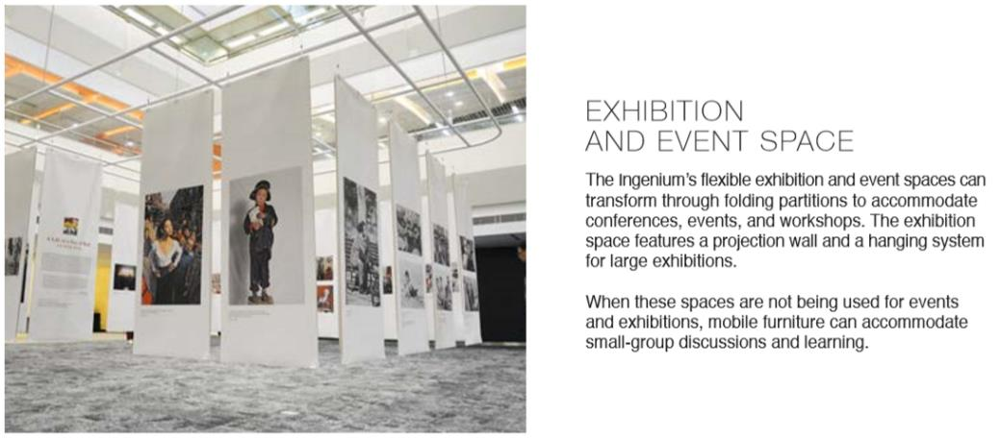 EXHIBITION
AND EVENT SPACE
The Ingenium's flexible exhibition and event spaces can
transform through folding partitions to accommodate
conferences, events, and workshops. The exhibition
space features a projection wall and a hanging system
for large exhibitions.
When these spaces are not being used for events
and exhibitions, mobile furniture can accommodate
small-group discussions and learning.